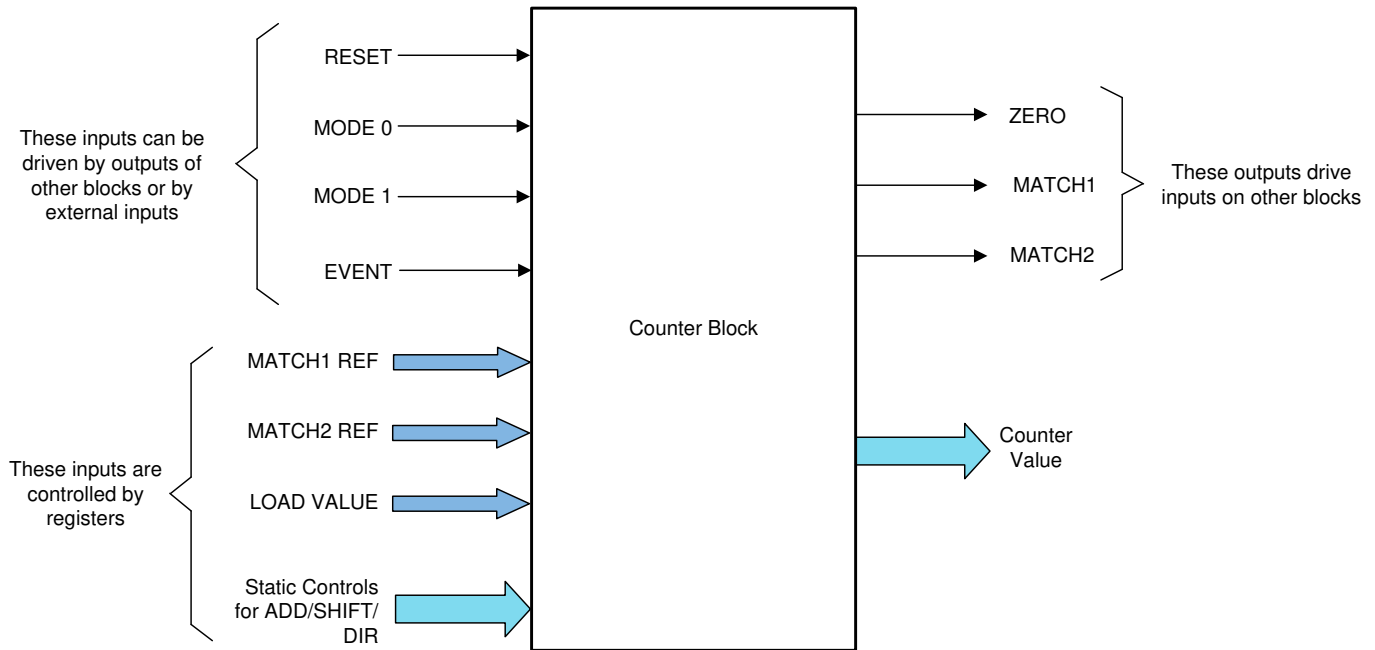 These inputs can be
driven by outputs of
other blocks or by
external inputs
RESET
MODE 0
MODE 1
EVENT
These inputs are
controlled by
registers
MATCH1 REF
MATCH2 REF
LOAD VALUE
Static Controls
for ADD/SHIFT/
DIR
Counter Block
ZERO
MATCH1
MATCH2
These outputs drive
inputs on other blocks
Counter
Value